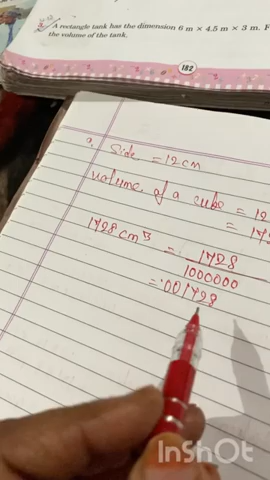 A rectangle tank has the dimension 6 m × 4.5 m × 3 m. F
the volume of the tank.
182
9. Side = 12 cm
Volume of a cube = 12
= 17
1728 cm³ = 1728
1000000
= .001728
InShOt